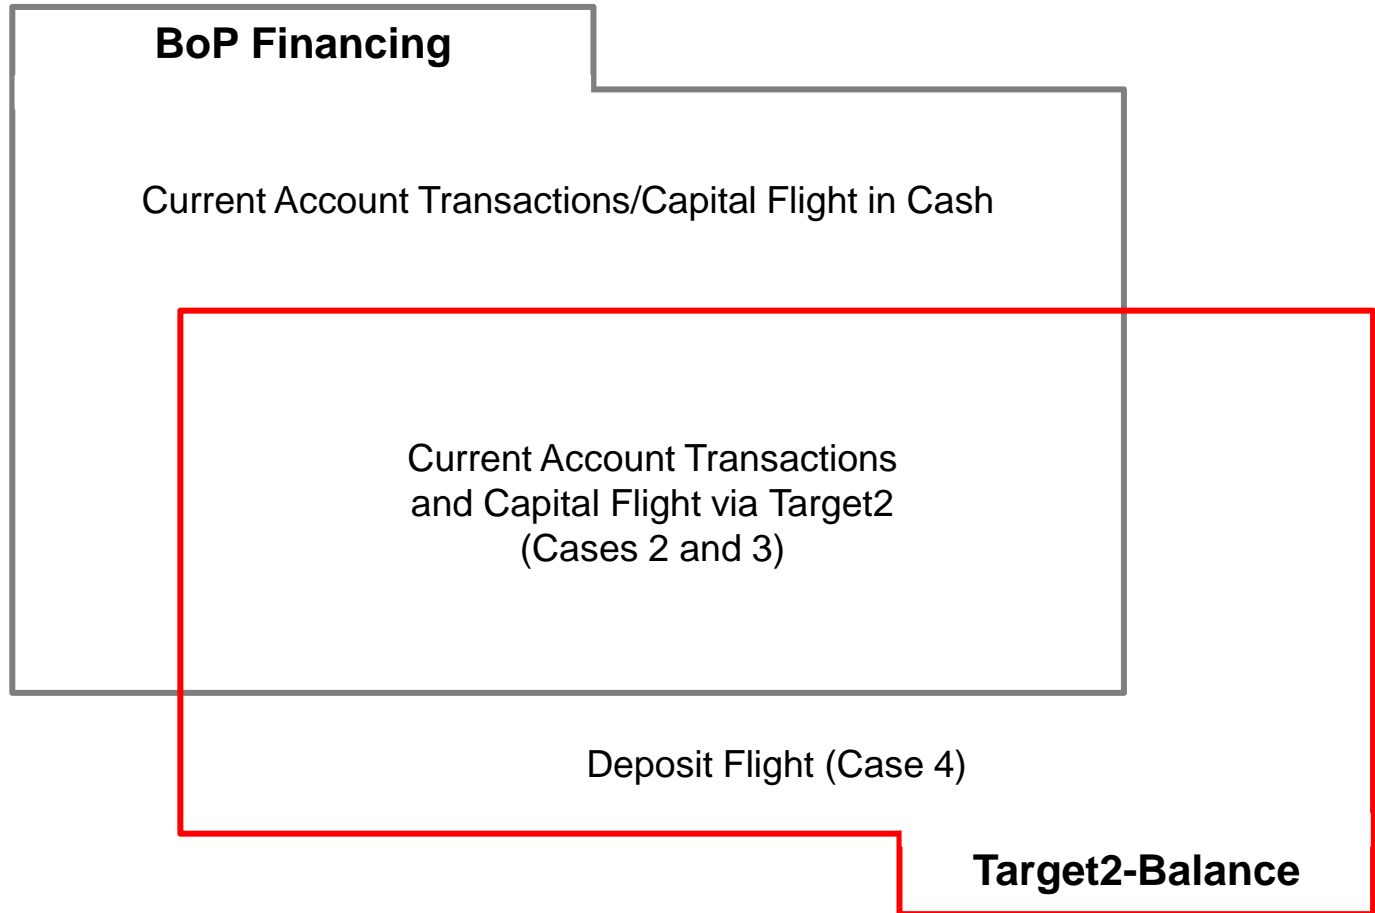 BoP Financing
Current Account Transactions/Capital Flight in Cash
Current Account Transactions
and Capital Flight via Target2
(Cases 2 and 3)
Deposit Flight (Case 4)
Target2-Balance